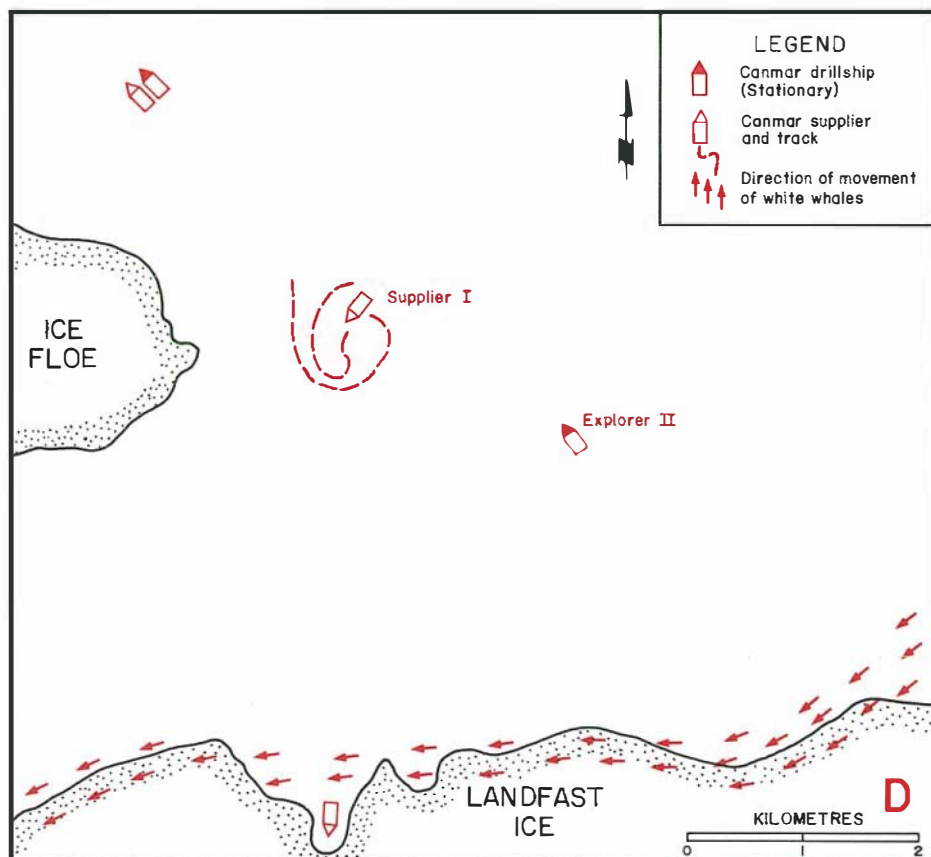 LEGEND
Canmar drillship
(Stationary)
Canmar supplier
and track
Direction of movement
of white whales
ICE
FLOE
Supplier I
Explorer II
LANDFAST
ICE
D
KILOMETRES
0 1 2